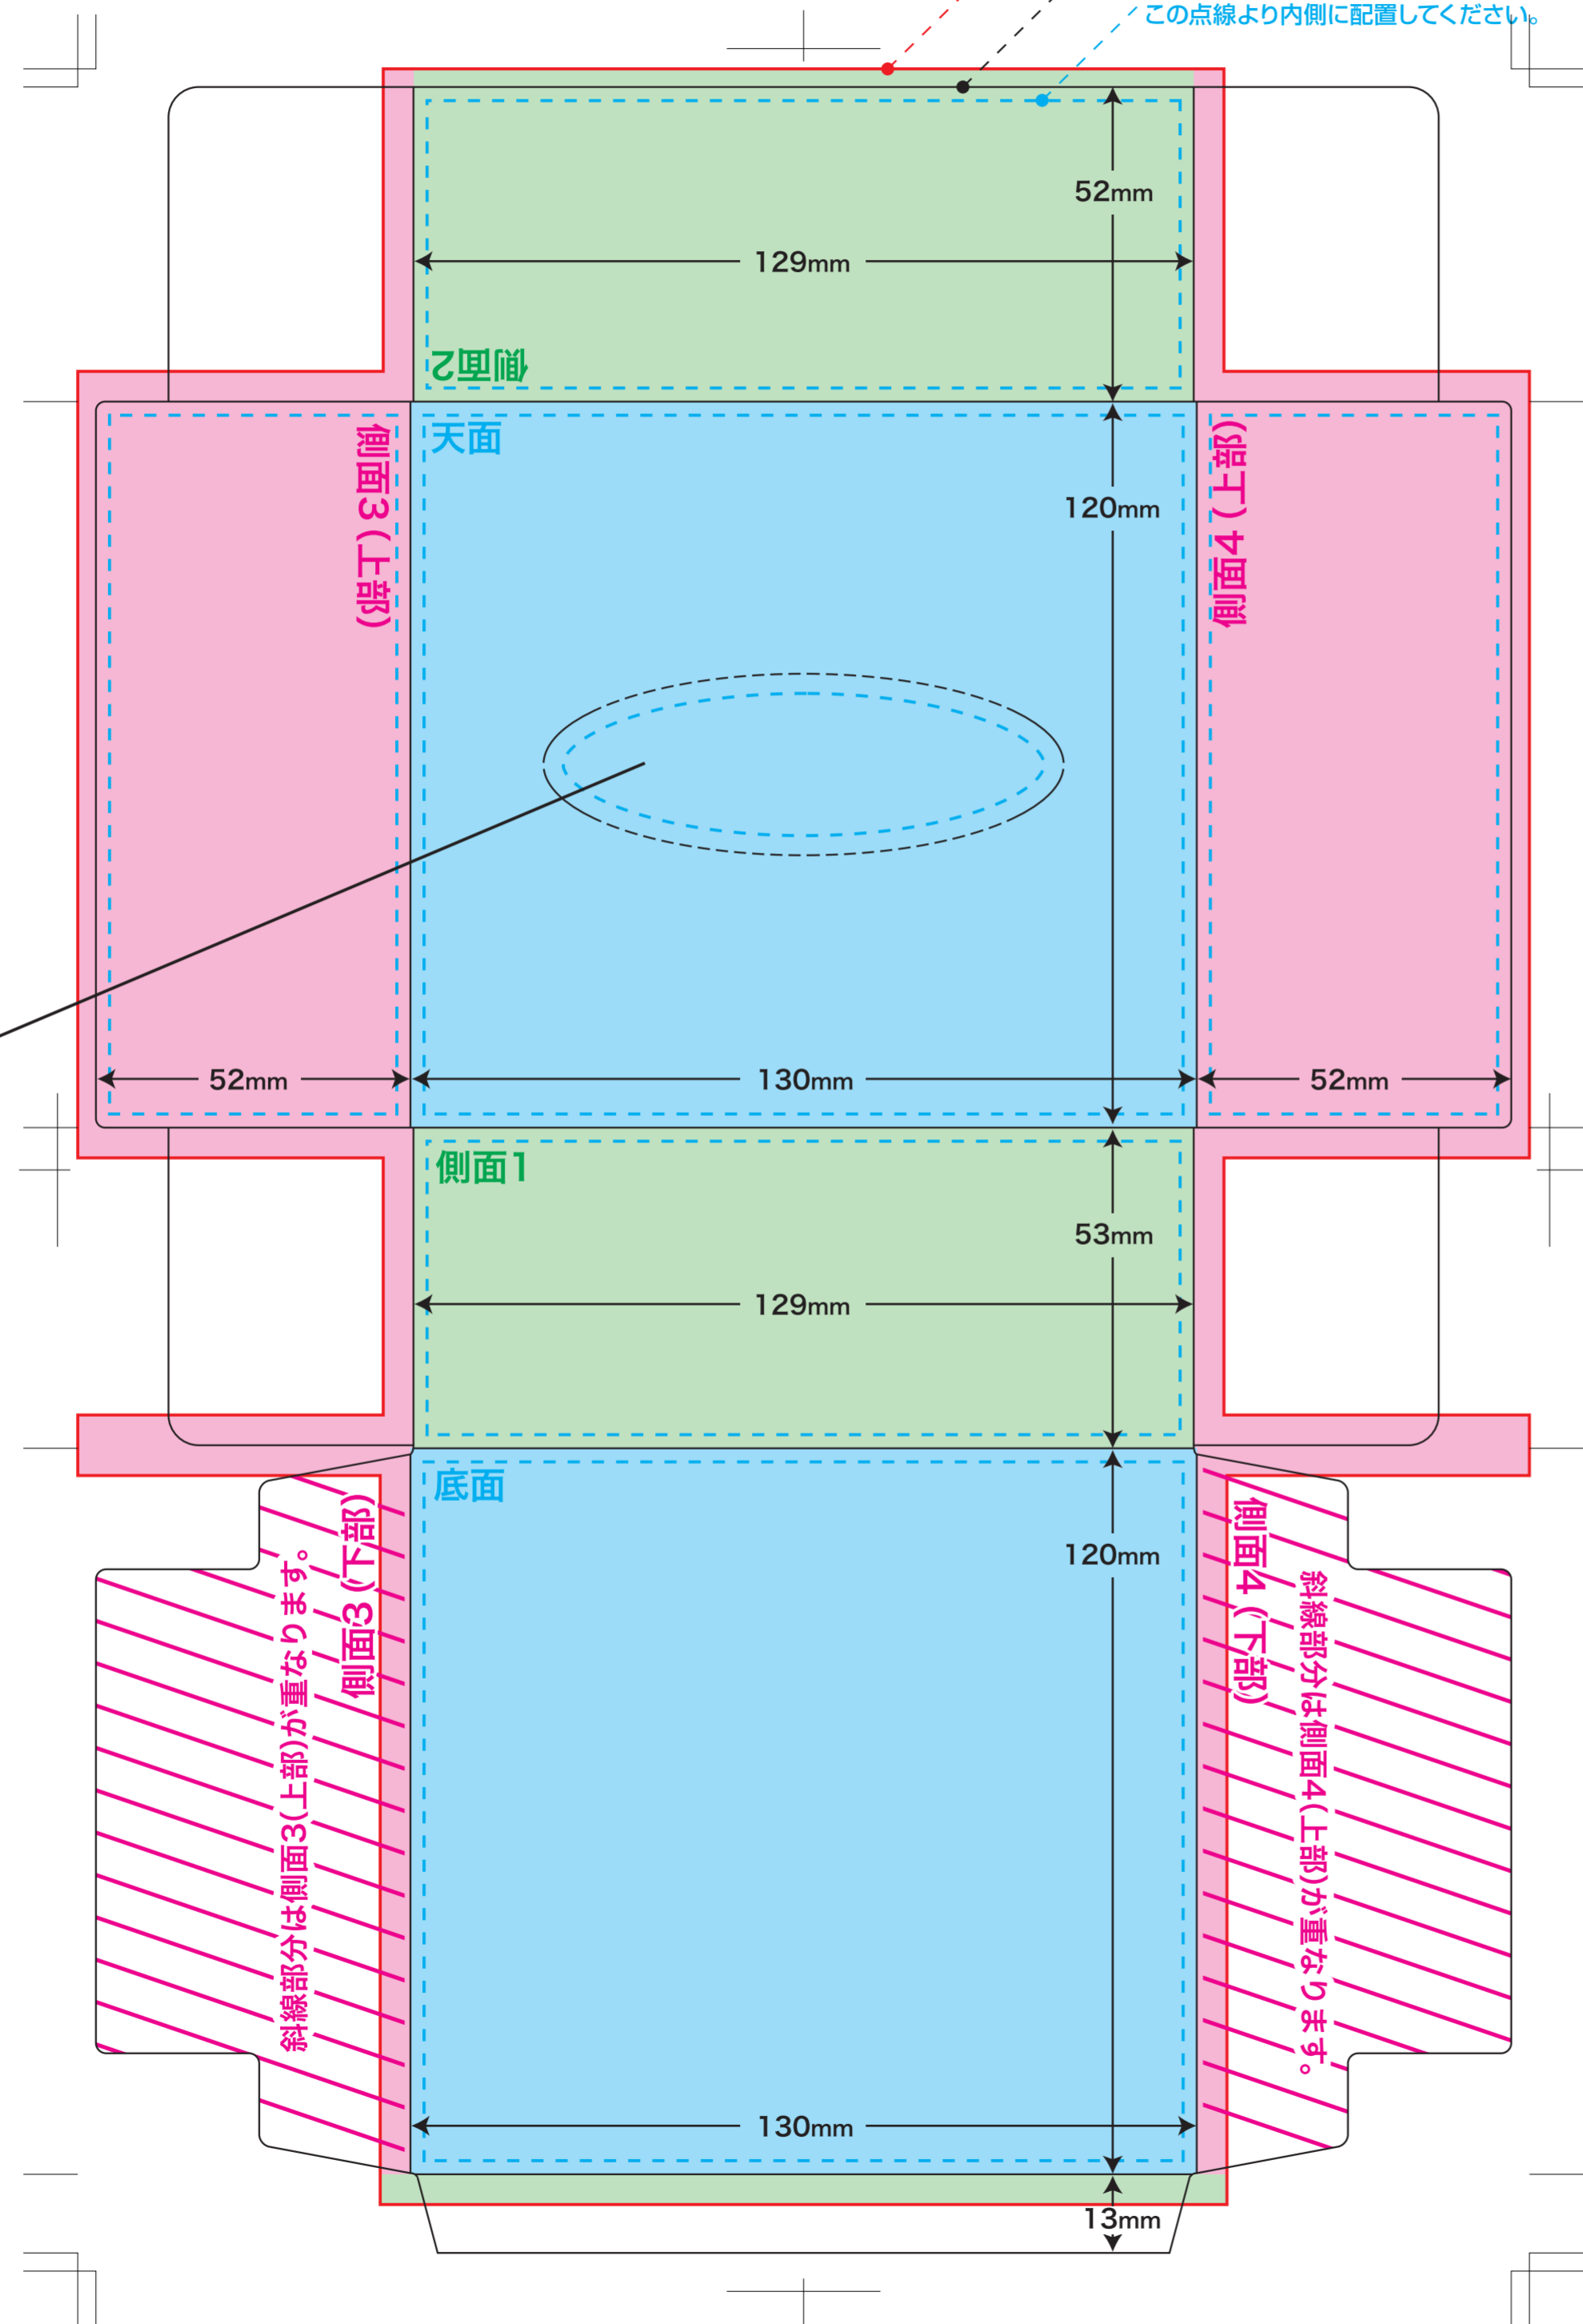 この点線より内側に配置してください。
52mm
129mm
側面2
天面
側面3(上部)
側面4(上部)
120mm
52mm
130mm
52mm
側面1
53mm
129mm
底面
側面3(下部)
斜線部分は側面3(上部)が重なります。
側面4(下部)
斜線部分は側面4(上部)が重なります。
120mm
130mm
13mm